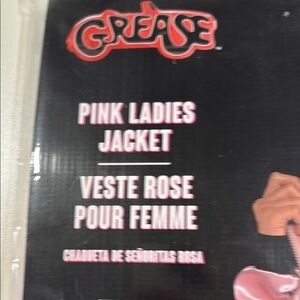 GREASE
PINK LADIES
JACKET
VESTE ROSE
POUR FEMME
CHAQUETA DE SEÑORITAS ROSA